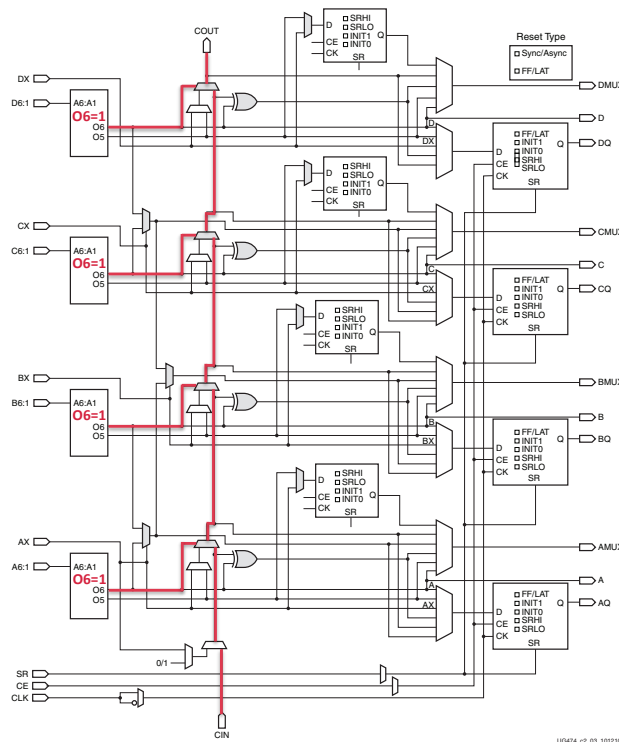 COUT
SRHI
SRLO
INIT1
INIT0
D
Q
CE
CK
SR
Reset Type
Sync/Async
FF/LAT
DX
D6:1
A6:A1
O6=1
O6
O5
DMUX
D
D
DX
FF/LAT
INIT1
INIT0
SRHI
SRLO
D
CE
CK
Q
SR
DQ
SRHI
SRLO
INIT1
INIT0
D
Q
CE
CK
SR
CX
C6:1
A6:A1
O6=1
O6
O5
CMUX
C
C
CX
FF/LAT
INIT1
INIT0
SRHI
SRLO
D
CE
CK
Q
SR
CQ
SRHI
SRLO
INIT1
INIT0
D
Q
CE
CK
SR
BX
B6:1
A6:A1
O6=1
O6
O5
BMUX
B
B
BX
FF/LAT
INIT1
INIT0
SRHI
SRLO
D
CE
CK
Q
SR
BQ
SRHI
SRLO
INIT1
INIT0
D
Q
CE
CK
SR
AX
A6:1
A6:A1
O6=1
O6
O5
AMUX
A
A
AX
FF/LAT
INIT1
INIT0
SRHI
SRLO
D
CE
CK
Q
SR
AQ
0/1
SR
CE
CLK
CIN